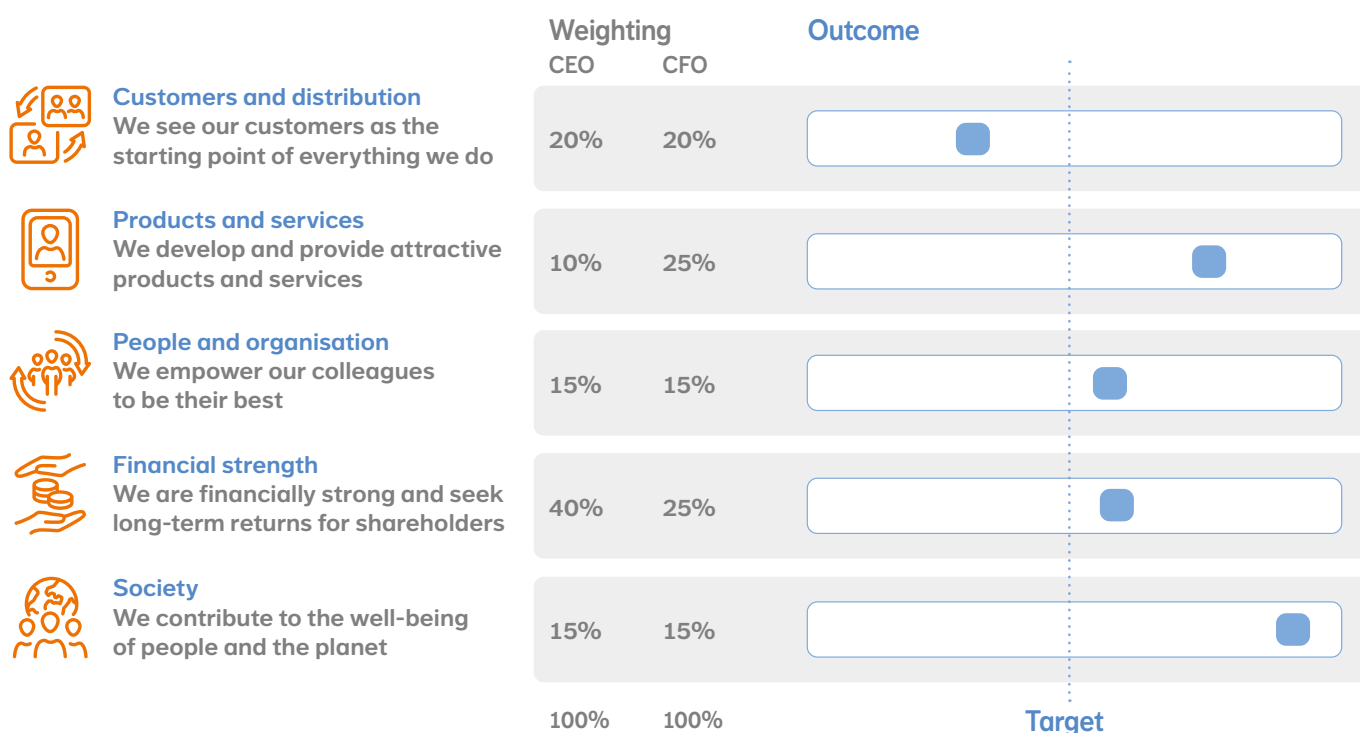 Weighting Outcome
CEO CFO
Customers and distribution
We see our customers as the
starting point of everything we do
20% 20%
Products and services
We develop and provide attractive
products and services
10% 25%
People and organisation
We empower our colleagues
to be their best
15% 15%
Financial strength
We are financially strong and seek
long-term returns for shareholders
40% 25%
Society
We contribute to the well-being
of people and the planet
15% 15%
100% 100% Target